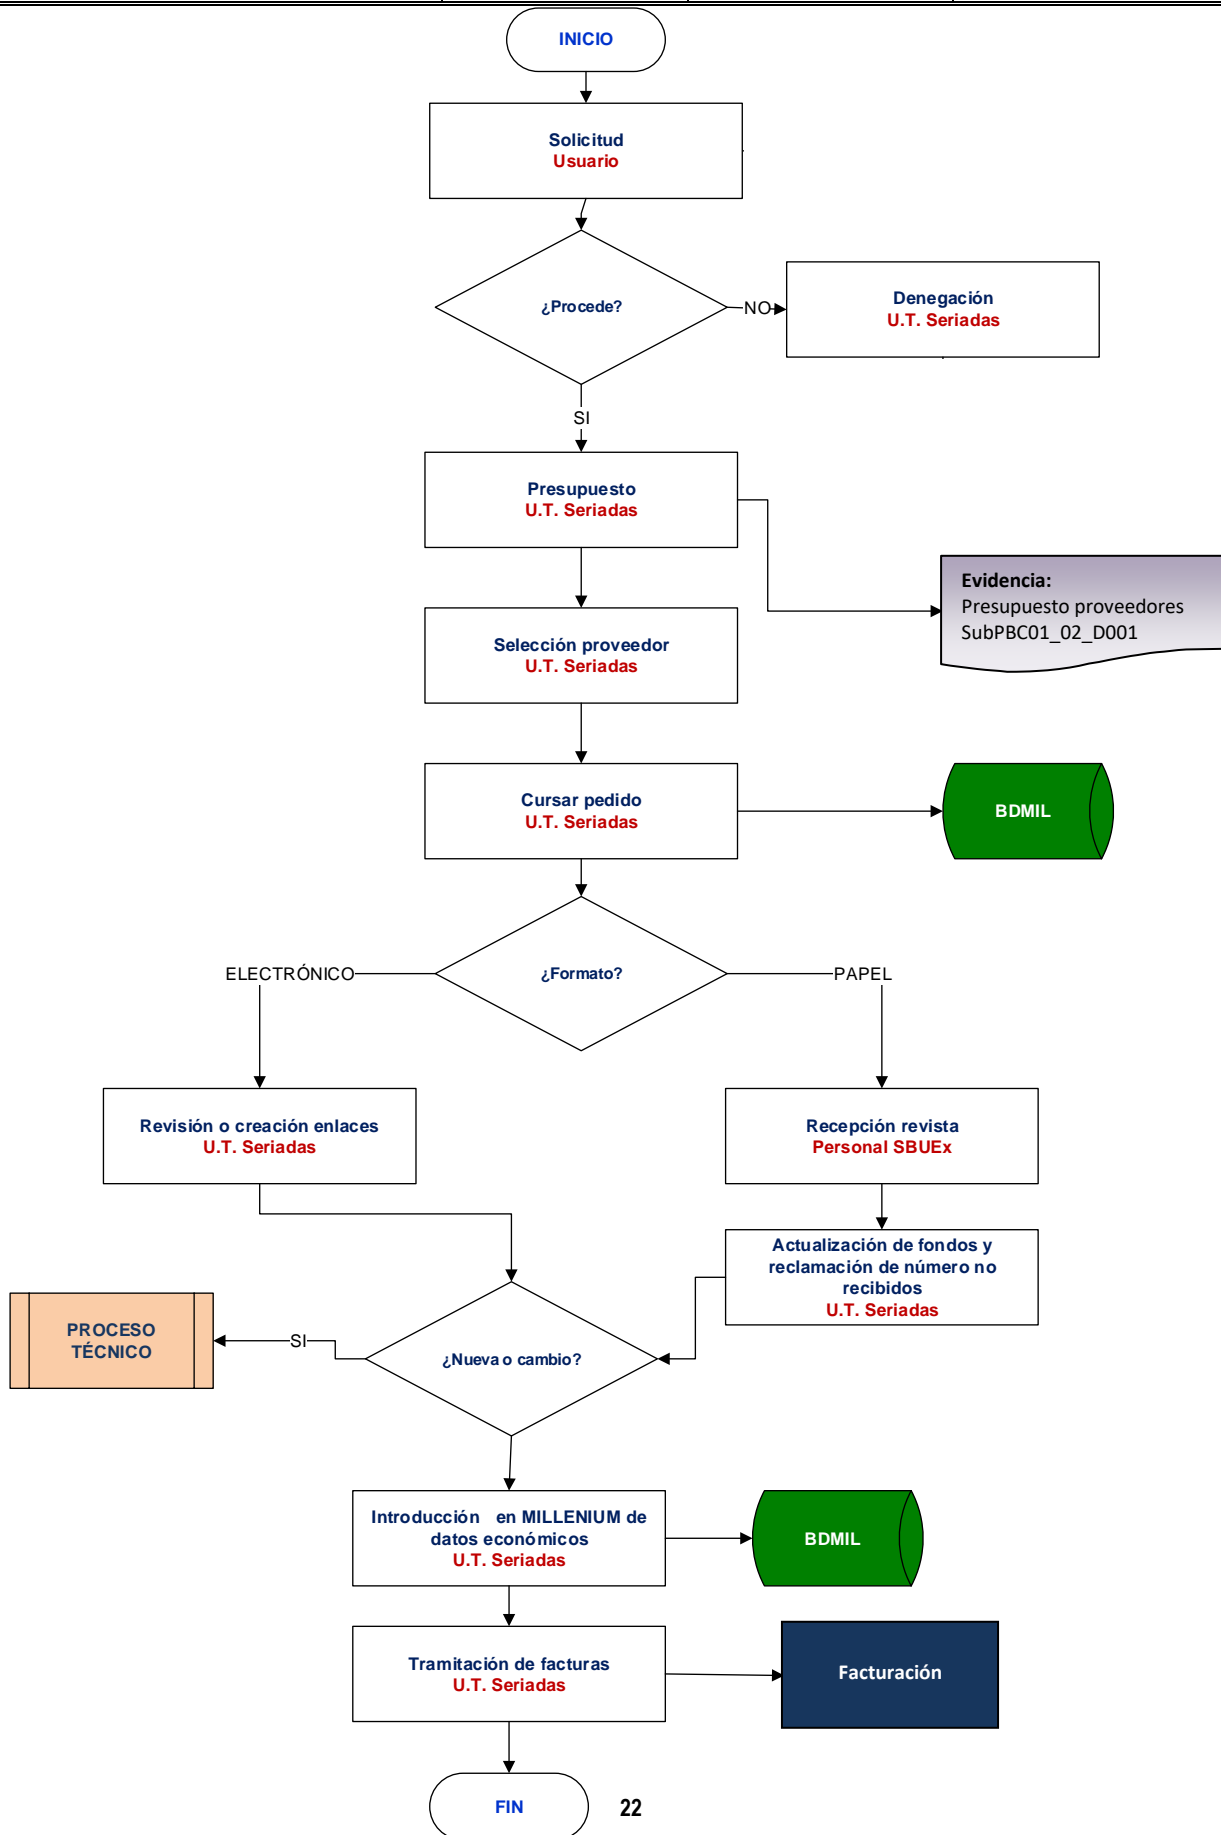 INICIO
Solicitud
Usuario
¿Procede?
NO
Denegación
U.T. Seriadas
SI
Presupuesto
U.T. Seriadas
Evidencia:
Presupuesto proveedores
SubPBC01_02_D001
Selección proveedor
U.T. Seriadas
Cursar pedido
U.T. Seriadas
BDMIL
¿Formato?
ELECTRÓNICO
PAPEL
Revisión o creación enlaces
U.T. Seriadas
Recepción revista
Personal SBUEx
Actualización de fondos y
reclamación de número no
recibidos
U.T. Seriadas
¿Nueva o cambio?
SI
PROCESO
TÉCNICO
Introducción en MILLENIUM de
datos económicos
U.T. Seriadas
BDMIL
Tramitación de facturas
U.T. Seriadas
Facturación
FIN
22